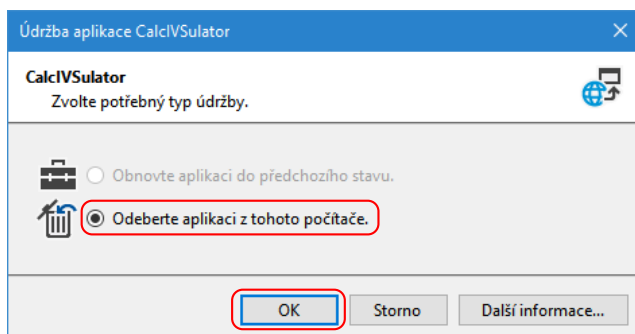 Údržba aplikace CalcIVSulator
CalcIVSulator
Zvolte potřebný typ údržby.
Obnovte aplikaci do předchozího stavu.
Odeberte aplikaci z tohoto počítače.
OK Storno Další informace...